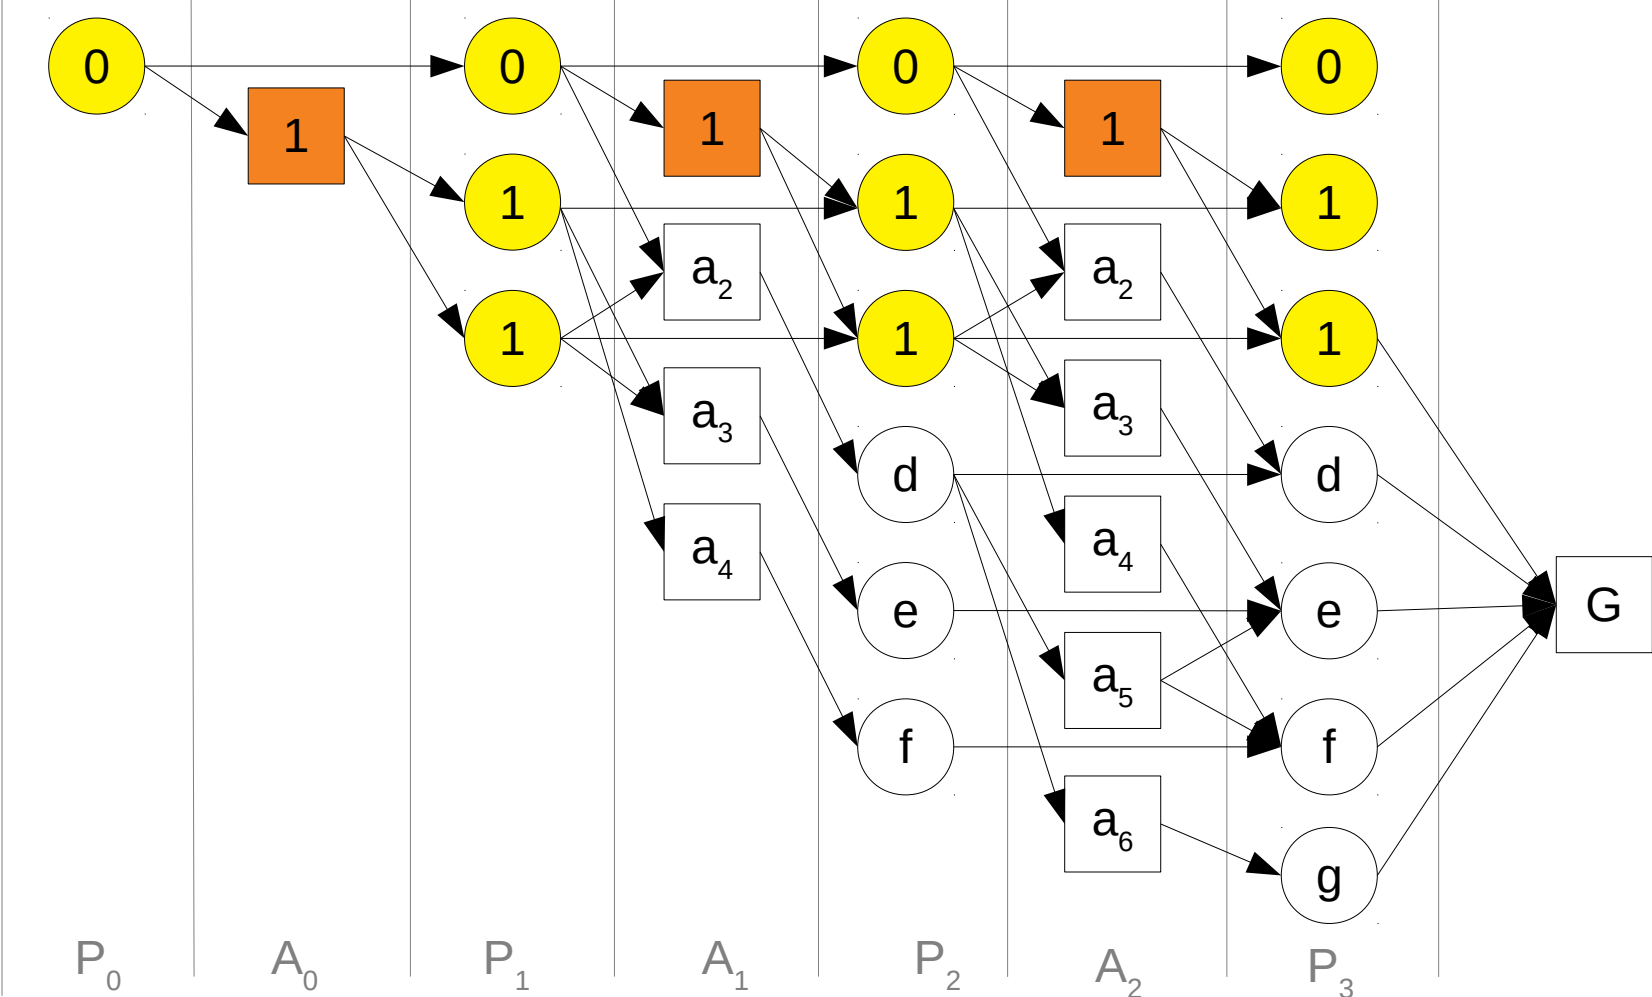 0 0 0 0
1 1 1
1 1 1
a2 a2
1 1 1
a3 a3
d d
a4 a4
e e G
a5
f f
a6
g
P0 A0 P1 A1 P2 A2 P3